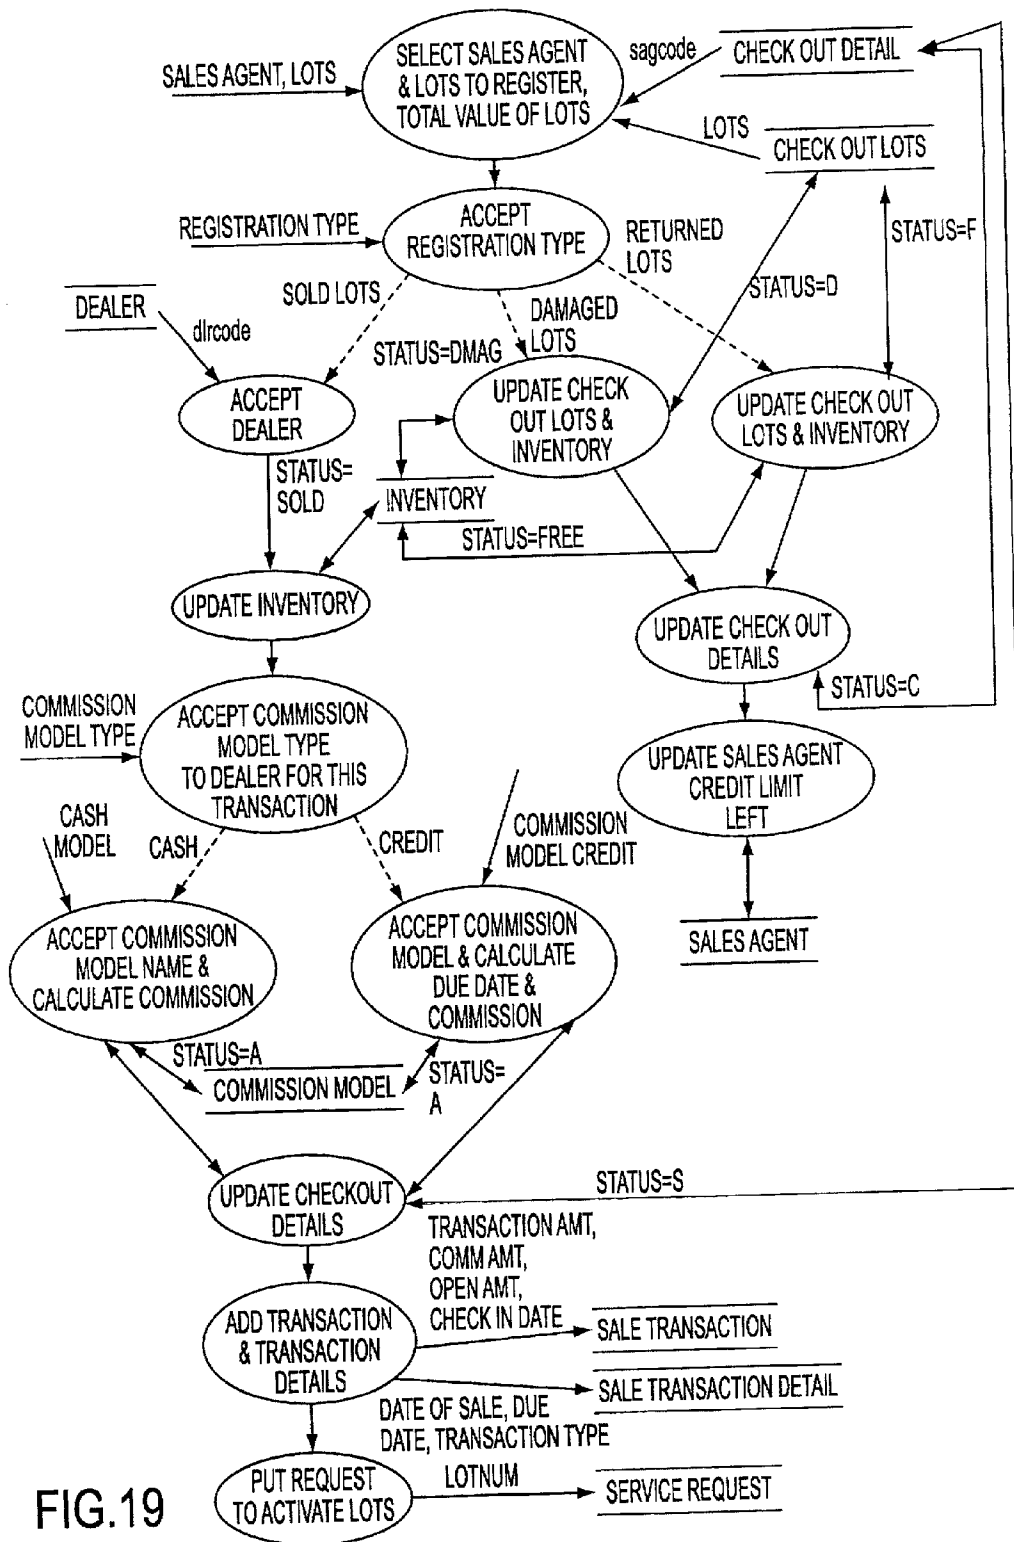 SALES AGENT, LOTS
SELECT SALES AGENT
& LOTS TO REGISTER,
TOTAL VALUE OF LOTS
sagcode
CHECK OUT DETAIL
LOTS
CHECK OUT LOTS
REGISTRATION TYPE
ACCEPT
REGISTRATION TYPE
RETURNED
LOTS
STATUS=F
STATUS=D
SOLD LOTS
DAMAGED
LOTS
DEALER
dlrcode
STATUS=DMAG
ACCEPT
DEALER
UPDATE CHECK
OUT LOTS &
INVENTORY
UPDATE CHECK OUT
LOTS & INVENTORY
STATUS=
SOLD
INVENTORY
STATUS=FREE
UPDATE INVENTORY
UPDATE CHECK OUT
DETAILS
STATUS=C
COMMISSION
MODEL TYPE
ACCEPT COMMISSION
MODEL TYPE
TO DEALER FOR THIS
TRANSACTION
UPDATE SALES AGENT
CREDIT LIMIT
LEFT
CASH
MODEL
CASH
CREDIT
COMMISSION
MODEL CREDIT
ACCEPT COMMISSION
MODEL NAME &
CALCULATE COMMISSION
ACCEPT COMMISSION
MODEL & CALCULATE
DUE DATE &
COMMISSION
SALES AGENT
STATUS=A
COMMISSION MODEL
STATUS=
A
UPDATE CHECKOUT
DETAILS
STATUS=S
TRANSACTION AMT,
COMM AMT,
OPEN AMT,
CHECK IN DATE
ADD TRANSACTION
& TRANSACTION
DETAILS
SALE TRANSACTION
SALE TRANSACTION DETAIL
DATE OF SALE, DUE
DATE, TRANSACTION TYPE
PUT REQUEST
TO ACTIVATE LOTS
LOTNUM
SERVICE REQUEST
FIG.19